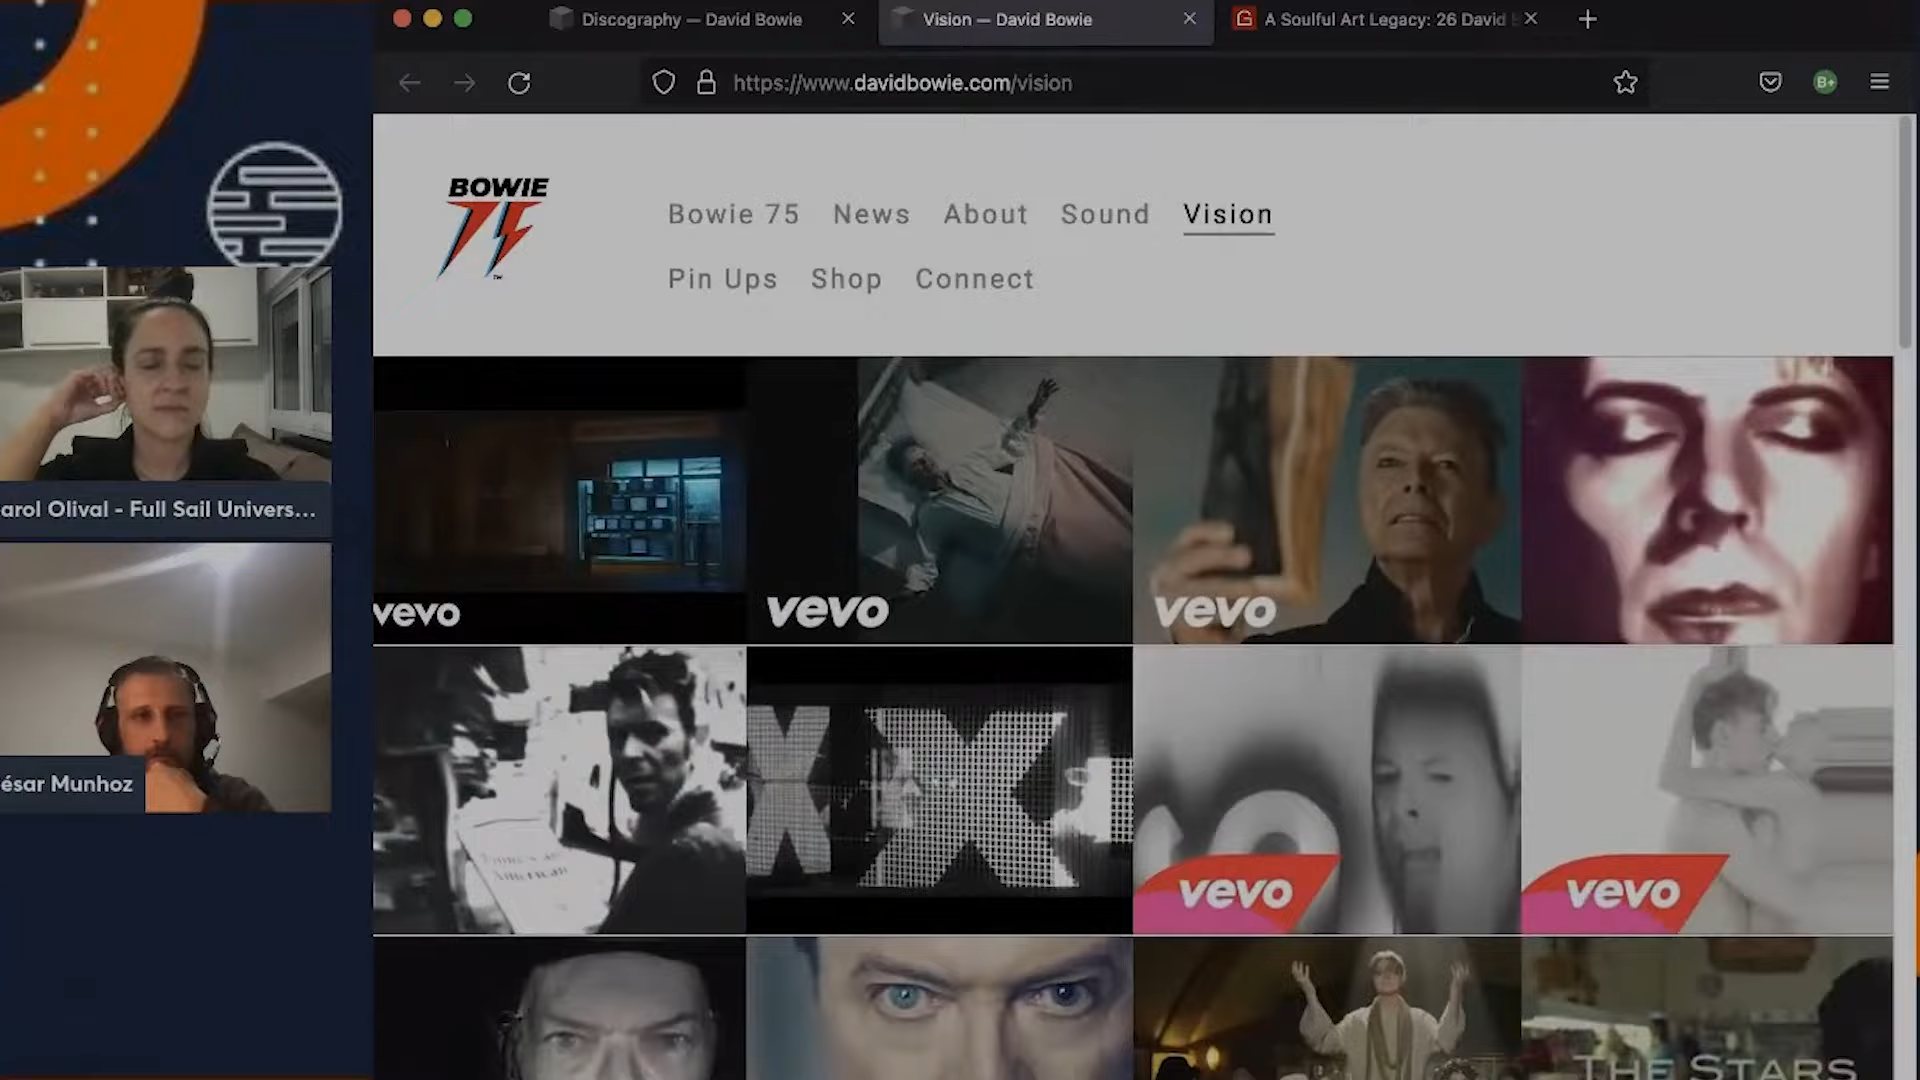 Discography — David Bowie
Vision — David Bowie
A Soulful Art Legacy: 26 David
https://www.davidbowie.com/vision
B+
BOWIE
75
TM
Bowie 75 News About Sound Vision
Pin Ups Shop Connect
arol Olival - Full Sail Univers...
ésar Munhoz
vevo
vevo
vevo
vevo
vevo
THE STARS